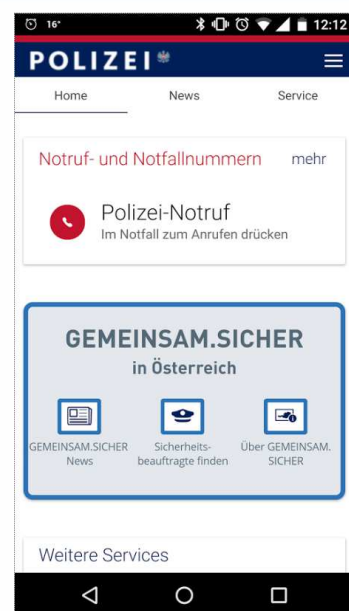 16°
12:12
POLIZEI
Home News Service
Notruf- und Notfallnummern mehr
Polizei-Notruf
Im Notfall zum Anrufen drücken
GEMEINSAM.SICHER
in Österreich
GEMEINSAM.SICHER
News
Sicherheits-
beauftragte finden
Über GEMEINSAM.
SICHER
Weitere Services